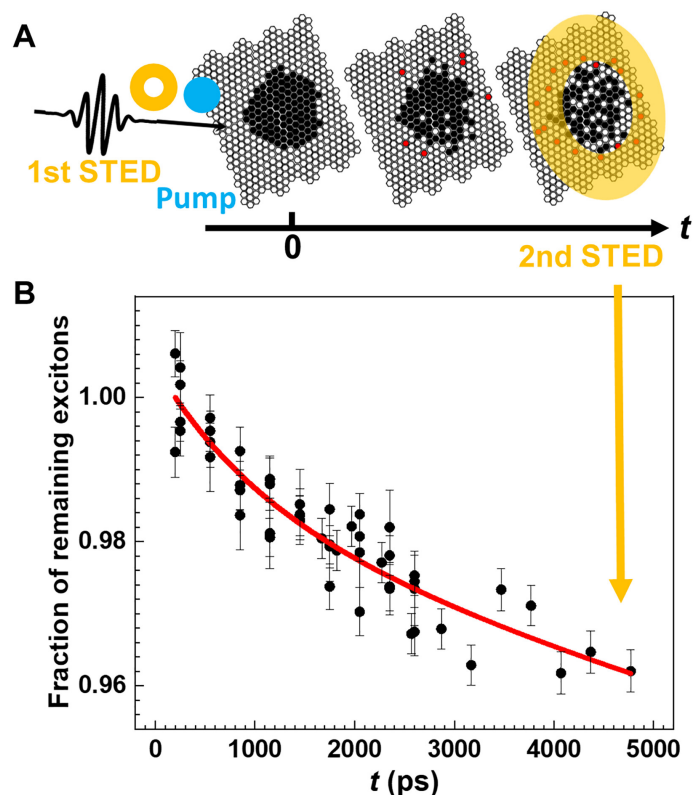 A
1st STED
Pump
0
t
2nd STED
B
Fraction of remaining excitons
1.00
0.98
0.96
0 1000 2000 3000 4000 5000
t (ps)